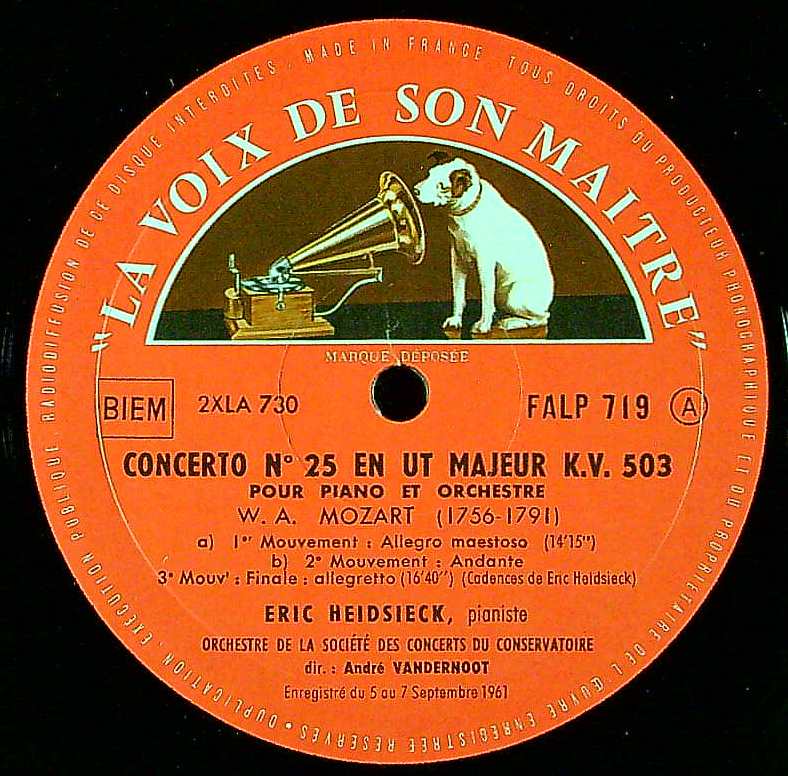 MADE IN FRANCE . TOUS DROITS DU PRODUCTEUR PHONOGRAPHIQUE ET DU PROPRIETAIRE DE L'ŒUVRE ENREGISTREE RESERVES • DUPLICATION, EXECUTION PUBLIQUE, RADIODIFFUSION DE CE DISQUE INTERDITES .
"LA VOIX DE SON MAITRE"
MARQUE DÉPOSÉE
BIEM 2XLA 730 FALP 719 A
CONCERTO N° 25 EN UT MAJEUR K.V. 503
POUR PIANO ET ORCHESTRE
W. A. MOZART (1756-1791)
a) 1er Mouvement : Allegro maestoso (14'15")
b) 2e Mouvement : Andante
3e Mouvt : Finale : allegretto (16'40") (Cadences de Eric Heidsieck)
ERIC HEIDSIECK, pianiste
ORCHESTRE DE LA SOCIÉTÉ DES CONCERTS DU CONSERVATOIRE
dir. : André VANDERNOOT
Enregistré du 5 au 7 Septembre 1961